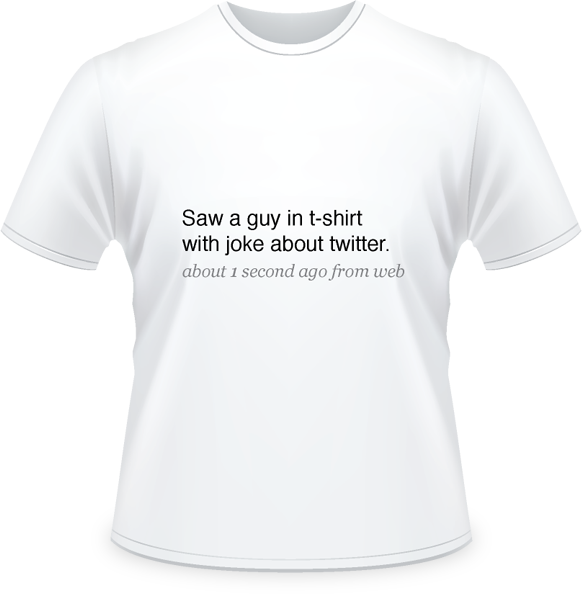 Saw a guy in t-shirt
with joke about twitter.
about 1 second ago from web